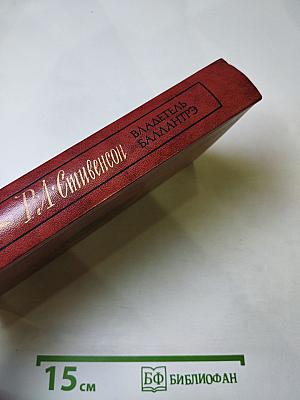 Р.Л.Стивенсон
ВЛАДЕТЕЛЬ
БАЛЛАНТРЭ
15 см
БФ БИБЛИОФАН